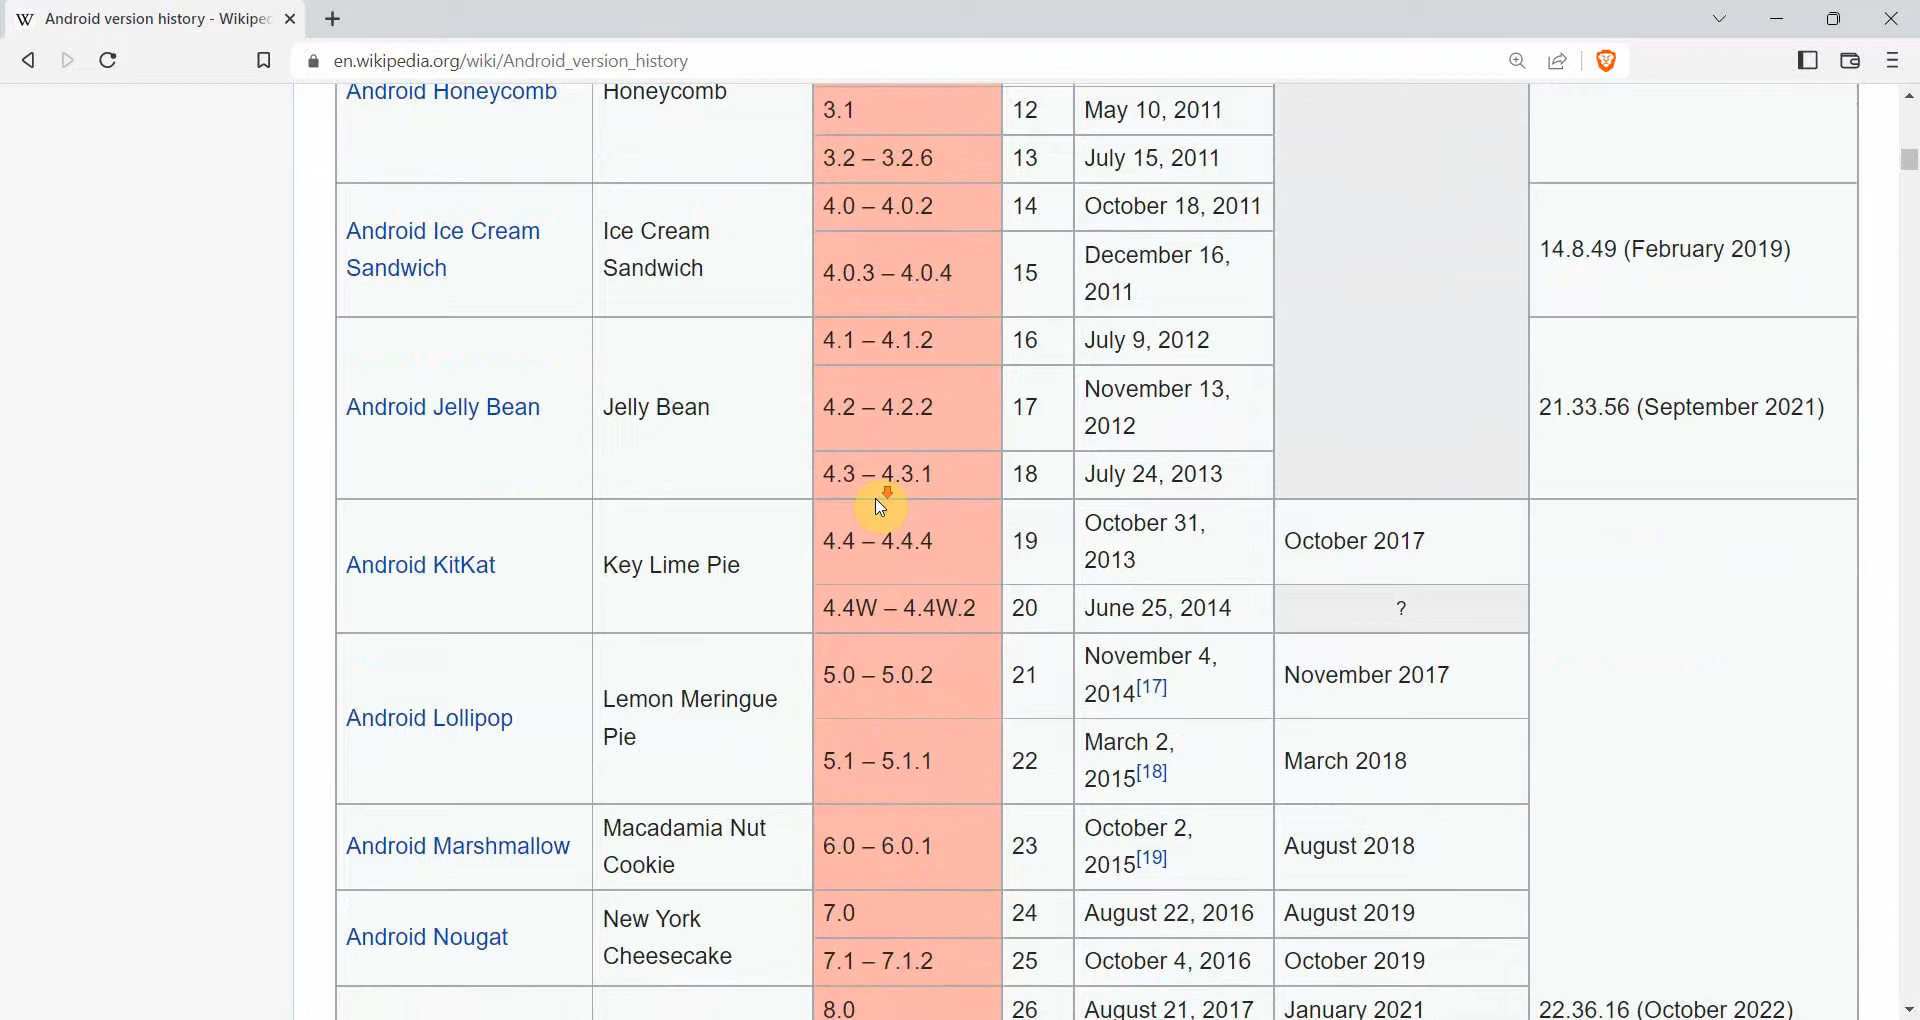 Android version history - Wikipe
en.wikipedia.org/wiki/Android_version_history
Android Honeycomb
Honeycomb
3.1
12
May 10, 2011
3.2 – 3.2.6
13
July 15, 2011
Android Ice Cream
Sandwich
Ice Cream
Sandwich
4.0 – 4.0.2
14
October 18, 2011
14.8.49 (February 2019)
4.0.3 – 4.0.4
15
December 16,
2011
Android Jelly Bean
Jelly Bean
4.1 – 4.1.2
16
July 9, 2012
21.33.56 (September 2021)
4.2 – 4.2.2
17
November 13,
2012
4.3 – 4.3.1
18
July 24, 2013
Android KitKat
Key Lime Pie
4.4 – 4.4.4
19
October 31,
2013
October 2017
4.4W – 4.4W.2
20
June 25, 2014
?
Android Lollipop
Lemon Meringue
Pie
5.0 – 5.0.2
21
November 4,
2014[17]
November 2017
5.1 – 5.1.1
22
March 2,
2015[18]
March 2018
Android Marshmallow
Macadamia Nut
Cookie
6.0 – 6.0.1
23
October 2,
2015[19]
August 2018
Android Nougat
New York
Cheesecake
7.0
24
August 22, 2016
August 2019
7.1 – 7.1.2
25
October 4, 2016
October 2019
8.0
26
August 21, 2017
January 2021
22.36.16 (October 2022)